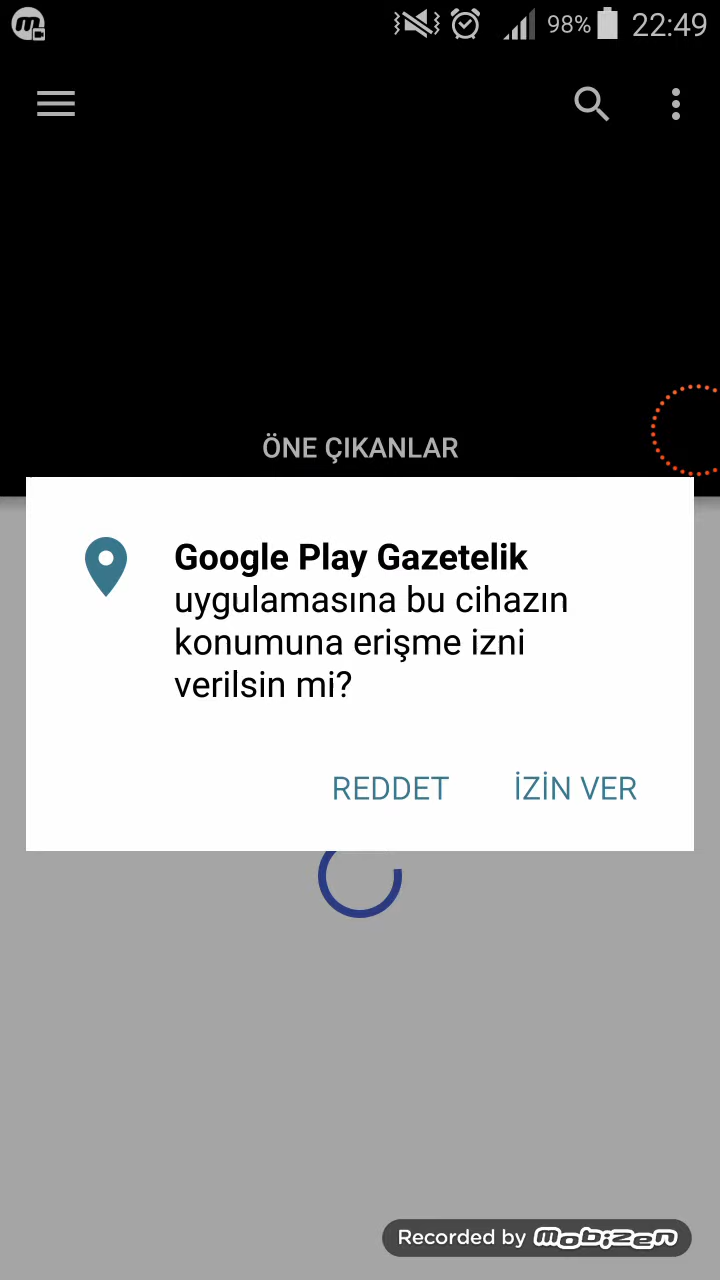 98% 22:49
ÖNE ÇIKANLAR
Google Play Gazetelik
uygulamasına bu cihazın
konumuna erişme izni
verilsin mi?
REDDET İZİN VER
Recorded by mobizen